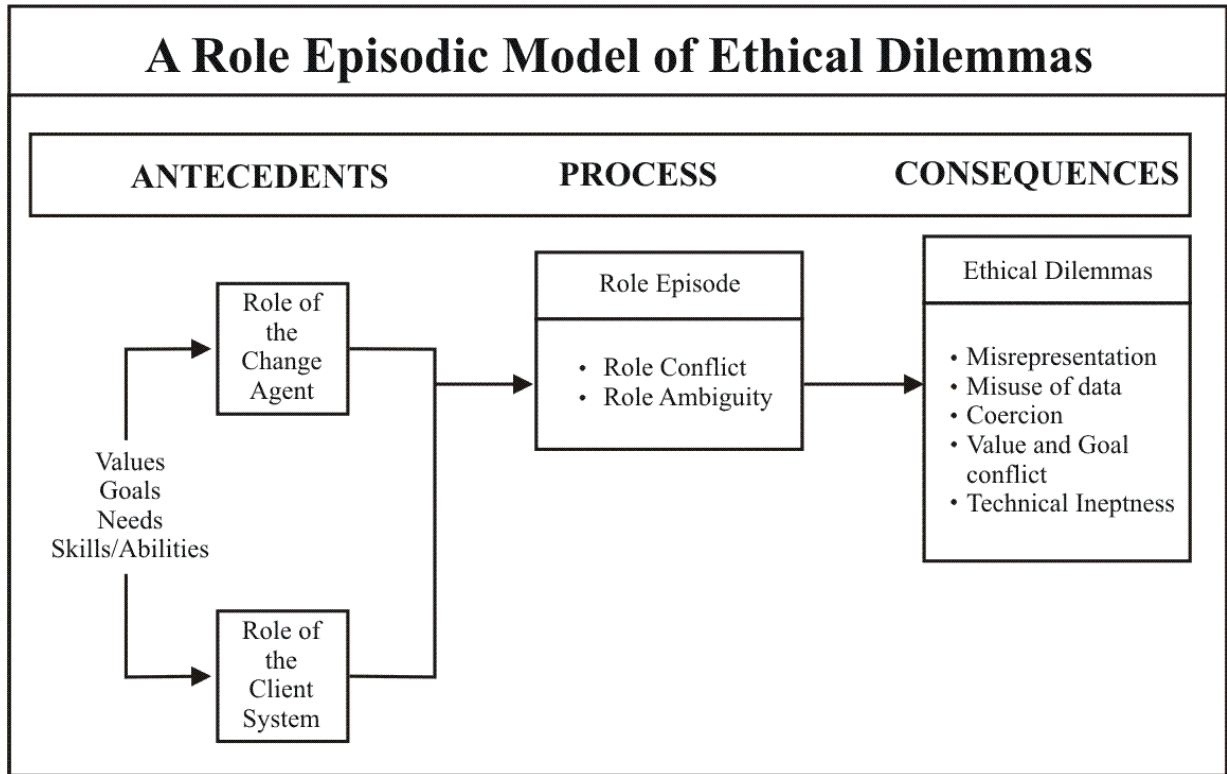 A Role Episodic Model of Ethical Dilemmas
ANTECEDENTS PROCESS CONSEQUENCES
Values
Goals
Needs
Skills/Abilities
Role of
the
Change
Agent
Role of
the
Client
System
Role Episode
• Role Conflict
• Role Ambiguity
Ethical Dilemmas
• Misrepresentation
• Misuse of data
• Coercion
• Value and Goal
conflict
• Technical Ineptness